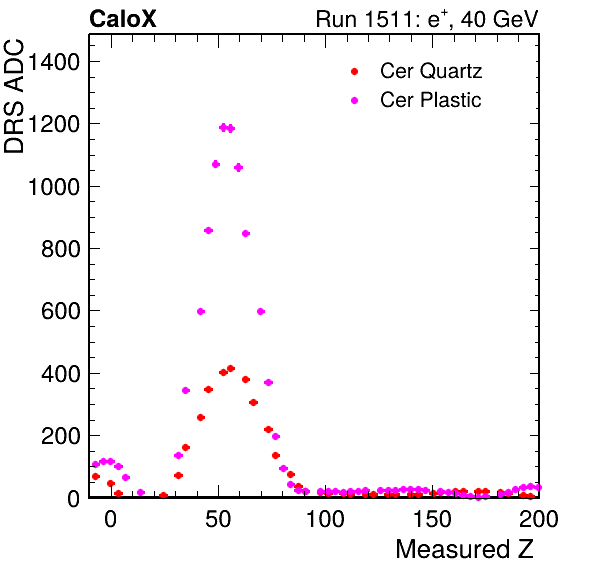 CaloX Run 1511: e⁺, 40 GeV
DRS ADC
1400
1200
1000
800
600
400
200
0
Cer Quartz
Cer Plastic
0 50 100 150 200
Measured Z